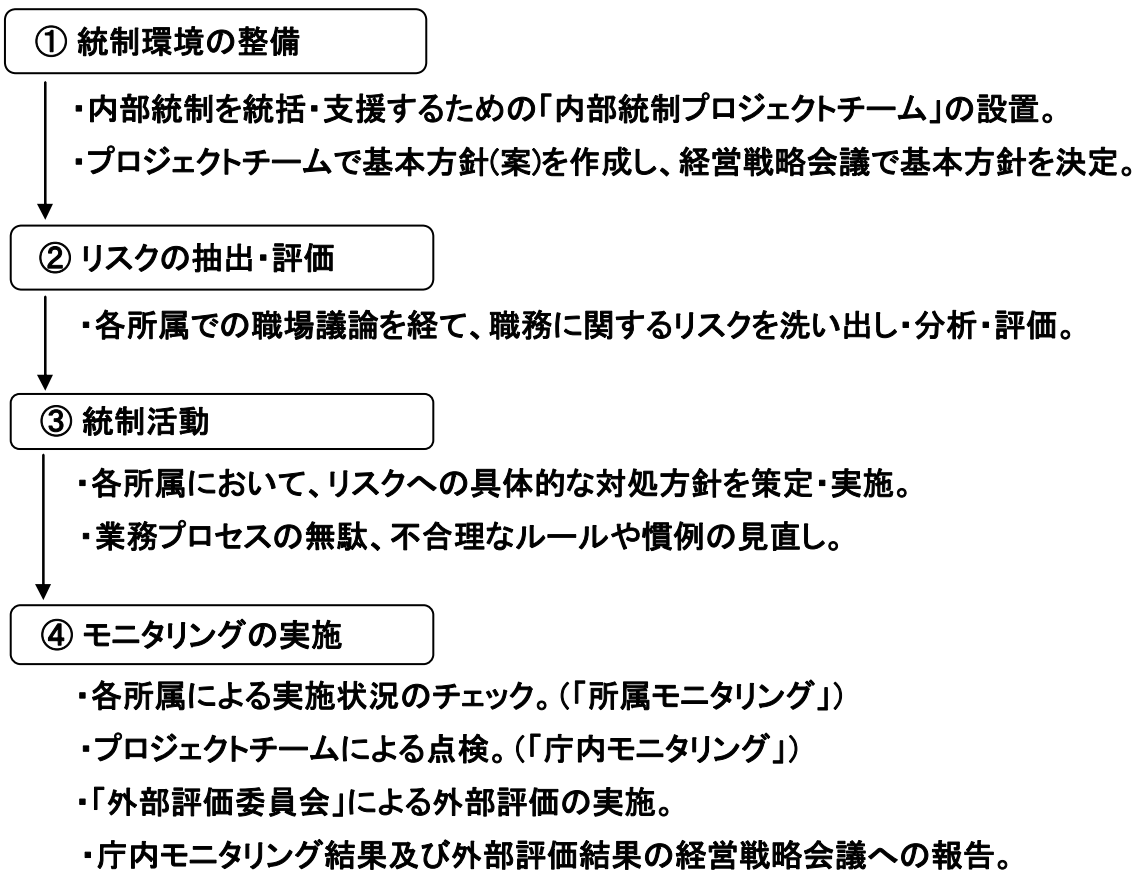 ① 統制環境の整備
・内部統制を統括・支援するための「内部統制プロジェクトチーム」の設置。
・プロジェクトチームで基本方針(案)を作成し、経営戦略会議で基本方針を決定。
② リスクの抽出・評価
・各所属での職場議論を経て、職務に関するリスクを洗い出し・分析・評価。
③ 統制活動
・各所属において、リスクへの具体的な対処方針を策定・実施。
・業務プロセスの無駄、不合理なルールや慣例の見直し。
④ モニタリングの実施
・各所属による実施状況のチェック。(「所属モニタリング」)
・プロジェクトチームによる点検。(「庁内モニタリング」)
・「外部評価委員会」による外部評価の実施。
・庁内モニタリング結果及び外部評価結果の経営戦略会議への報告。